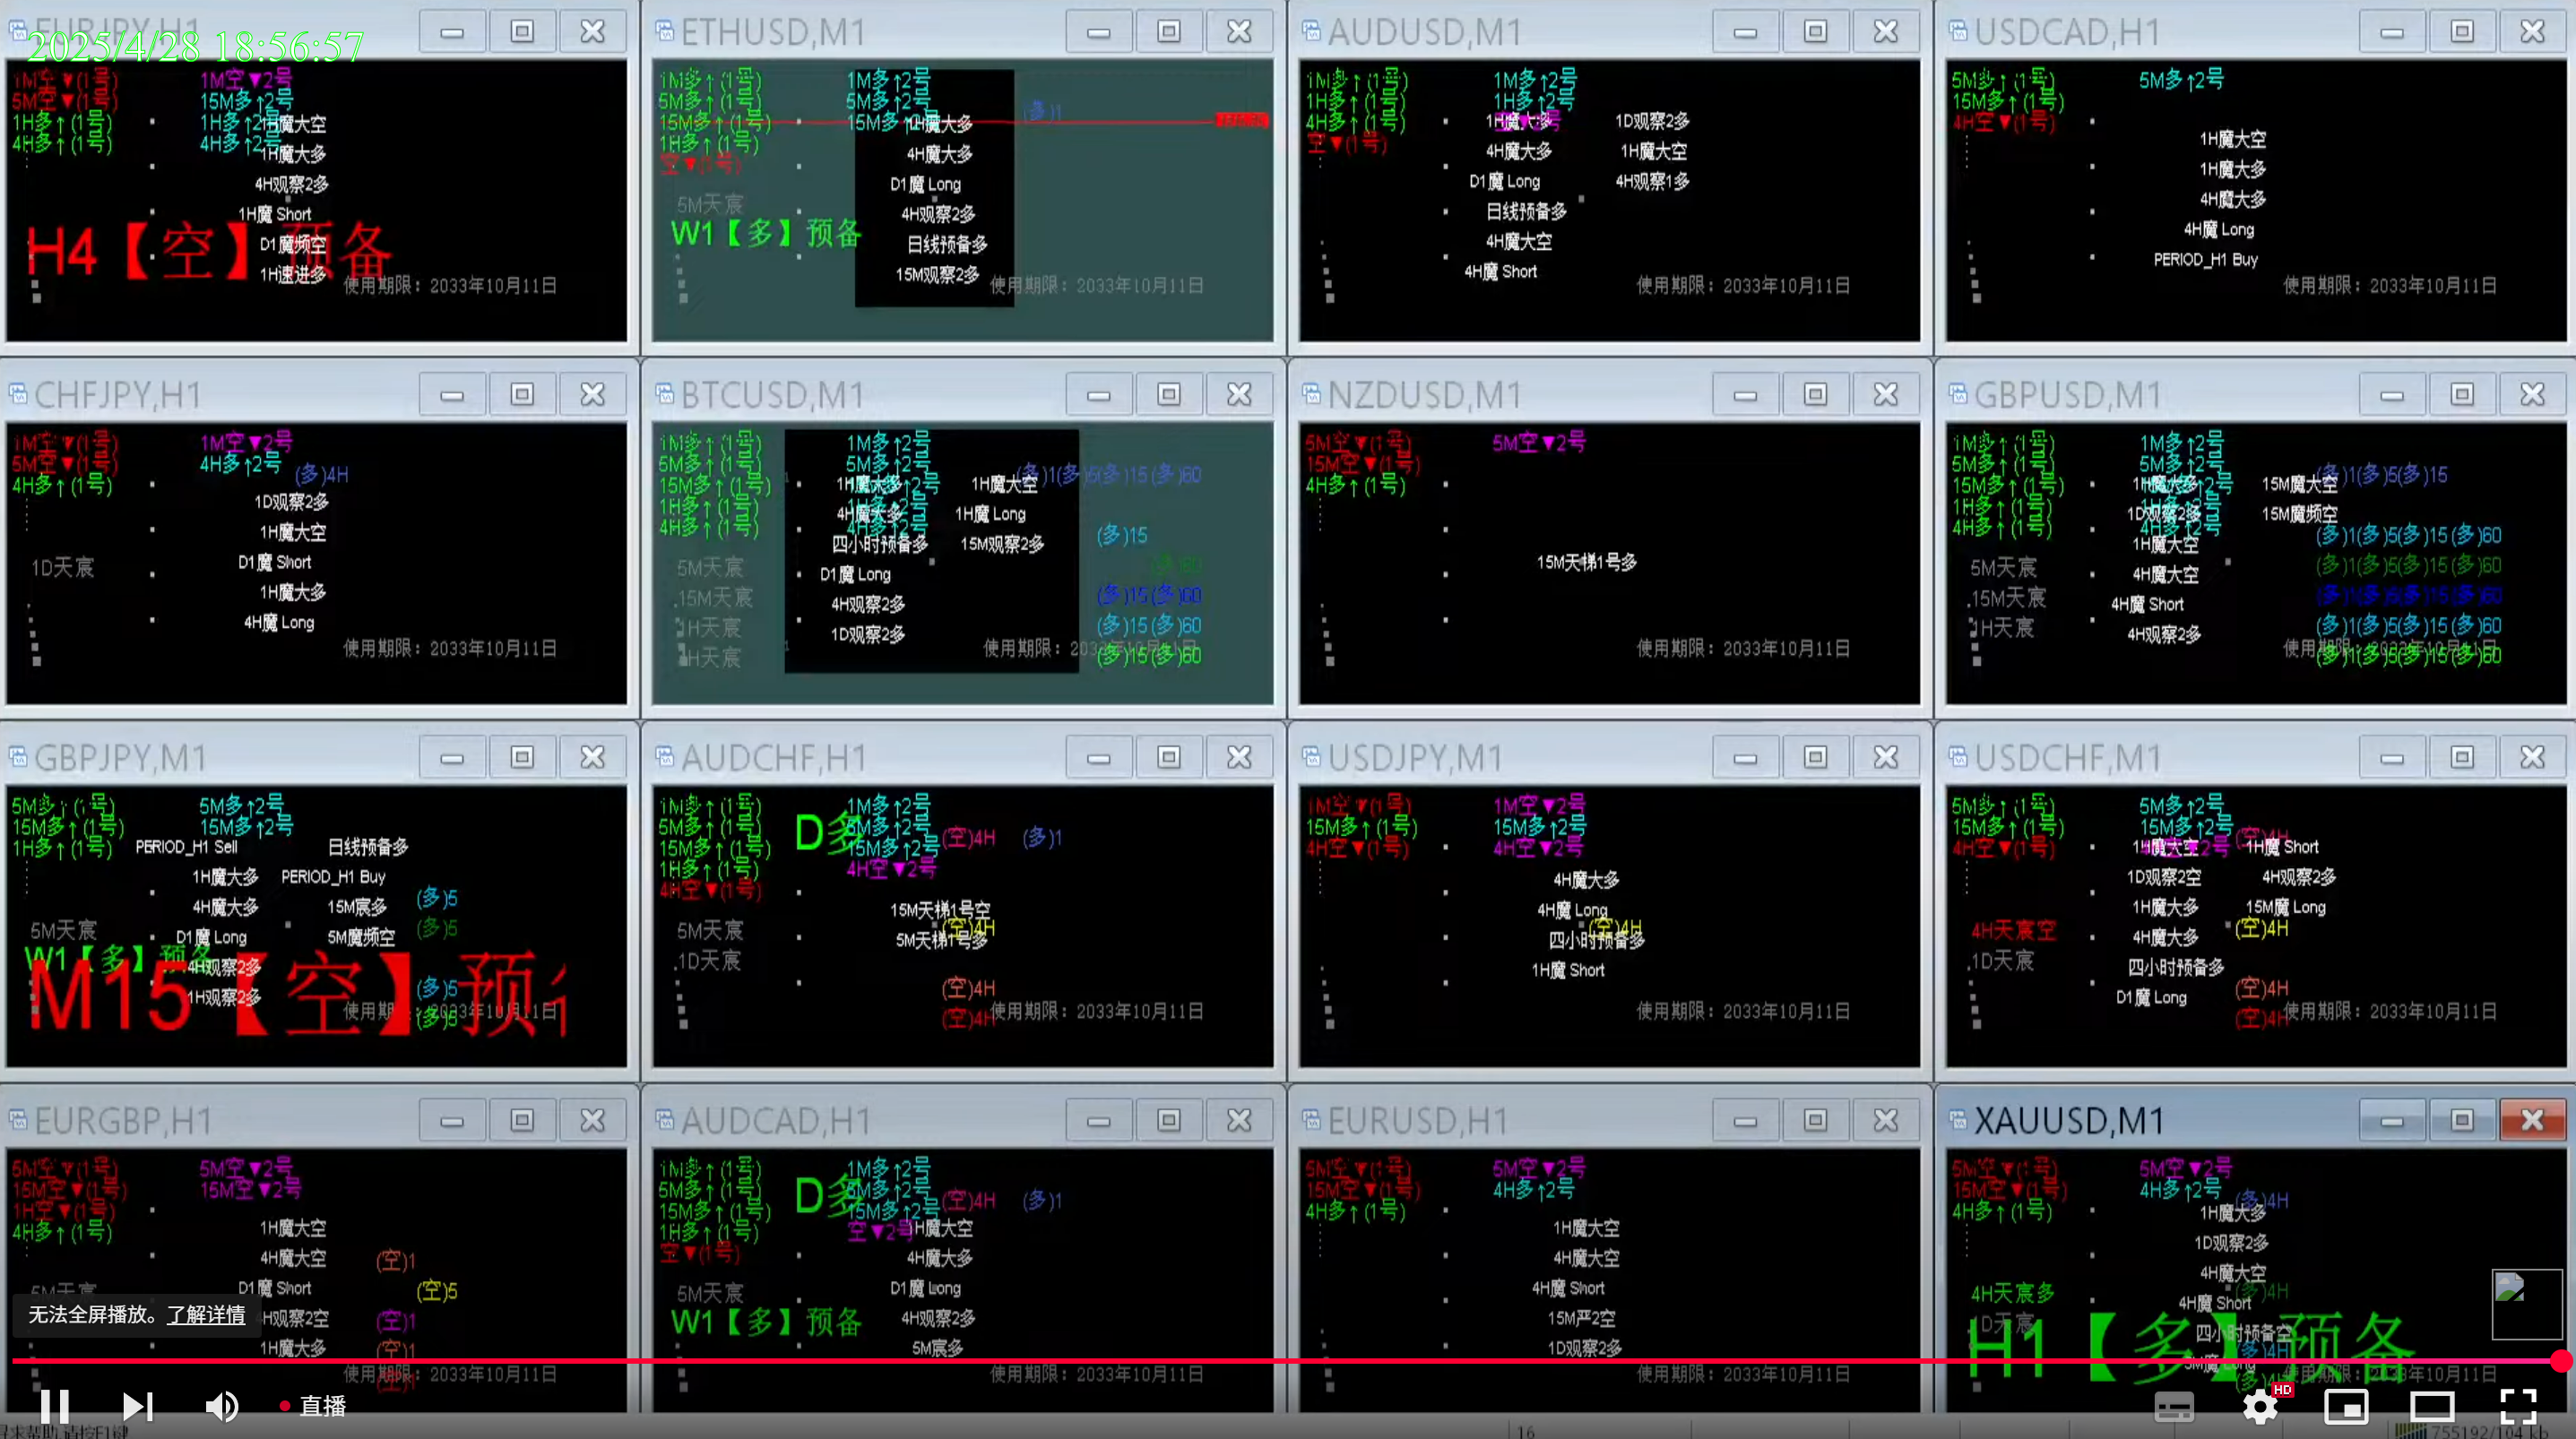 EURJPY,H1
2025/4/28 18:56:57
1M空▼(1号) 1M空▼2号
5M空▼(1号) 15M多↑2号
1H多↑(1号) 1H多↑2号 1H魔大空
4H多↑(1号) 4H多↑2号 1H魔大多
4H观察2多
1H魔 Short
H4【空】预备
D1魔频空
1H速进多
使用期限：2033年10月11日
ETHUSD,M1
1M多↑(1号) 1M多↑2号
5M多↑(1号) 5M多↑2号 (多)1
15M多↑(1号) 15M多↑2号 1H魔大多
1H多↑(1号) 4H魔大多
空▼(1号)
D1魔 Long
5M天宸
4H观察2多
W1【多】预备
日线预备多
15M观察2多
使用期限：2033年10月11日
AUDUSD,M1
1M多↑(1号) 1M多↑2号
1H多↑(1号) 1H多↑2号
4H多↑(1号) 1H魔大多 1D观察2多
空▼(1号)
4H魔大多 1H魔大空
D1魔 Long 4H观察1多
日线预备多
4H魔大空
4H魔 Short
使用期限：2033年10月11日
USDCAD,H1
5M多↑(1号) 5M多↑2号
15M多↑(1号)
4H空▼(1号)
1H魔大空
1H魔大多
4H魔大多
4H魔 Long
PERIOD_H1 Buy
使用期限：2033年10月11日
CHFJPY,H1
1M空▼(1号) 1M空▼2号
5M空▼(1号) 4H多↑2号 (多)4H
4H多↑(1号)
1D观察2多
1H魔大空
1D天宸 D1魔 Short
1H魔大多
4H魔 Long
使用期限：2033年10月11日
BTCUSD,M1
1M多↑(1号) 1M多↑2号
5M多↑(1号) 5M多↑2号
15M多↑(1号) 1H魔大多 1H魔大空 (多)1(多)5(多)15(多)60
1H多↑(1号)
4H多↑(1号) 4H魔大多 1H魔 Long
四小时预备多 15M观察2多 (多)15
5M天宸 D1魔 Long
15M天宸 4H观察2多 (多)15(多)60
1H天宸 1D观察2多 (多)15(多)60
4H天宸 (多)15(多)60
使用期限：2033年10月11日
NZDUSD,M1
5M空▼(1号) 5M空▼2号
15M空▼(1号)
4H多↑(1号)
15M天梯1号多
使用期限：2033年10月11日
GBPUSD,M1
1M多↑(1号) 1M多↑2号
5M多↑(1号) 5M多↑2号
15M多↑(1号) 1H魔大多 15M魔大空 (多)1(多)5(多)15
1H多↑(1号) 1D观察2多 15M魔频空
4H多↑(1号) 4H多↑2号 (多)1(多)5(多)15(多)60
1H魔大空
5M天宸 4H魔大空 (多)1(多)5(多)15(多)60
15M天宸 4H魔 Short (多)1(多)5(多)15(多)60
1H天宸 4H观察2多 (多)1(多)5(多)15(多)60
(多)1(多)5(多)15(多)60
使用期限：2033年10月11日
GBPJPY,M1
5M多↑(1号) 5M多↑2号
15M多↑(1号) 15M多↑2号
1H多↑(1号) PERIOD_H1 Sell 日线预备多
1H魔大多 PERIOD_H1 Buy
4H魔大多 15M宸多 (多)5
5M天宸 D1魔 Long 5M魔频空 (多)5
W1【多】预备 4H观察2多
M15【空】预备
1H观察2多 (多)5
(多)5
使用期限：2033年10月11日
AUDCHF,H1
1M多↑(1号) 1M多↑2号
5M多↑(1号) D多 5M多↑2号 (空)4H (多)1
15M多↑(1号) 15M多↑2号
1H多↑(1号) 4H空▼2号
4H空▼(1号)
15M天梯1号空
5M天宸 (空)4H
5M天梯1号多
1D天宸
(空)4H
(空)4H
使用期限：2033年10月11日
USDJPY,M1
1M空▼(1号) 1M空▼2号
15M多↑(1号) 15M多↑2号
4H空▼(1号) 4H空▼2号
4H魔大多
4H魔 Long
(空)4H
四小时预备多
1H魔 Short
使用期限：2033年10月11日
USDCHF,M1
5M多↑(1号) 5M多↑2号
15M多↑(1号) 15M多↑2号 (空)4H
4H空▼(1号) 1H魔大空 1H魔 Short
1D观察2空 4H观察2多
1H魔大多 15M魔 Long
4H天宸空 4H魔大多 (空)4H
1D天宸 四小时预备多
D1魔 Long (空)4H
(空)4H
使用期限：2033年10月11日
EURGBP,H1
5M空▼(1号) 5M空▼2号
15M空▼(1号) 15M空▼2号
1H空▼(1号)
4H多↑(1号) 1H魔大空
4H魔大空 (空)1
5M天宸 D1魔 Short (空)5
4H观察2空 (空)1
1H魔大多 (空)1
使用期限：2033年10月11日
AUDCAD,H1
1M多↑(1号) 1M多↑2号
5M多↑(1号) D多 5M多↑2号 (空)4H (多)1
15M多↑(1号) 15M多↑2号
1H多↑(1号) 空▼2号 1H魔大空
空▼(1号) 4H魔大多
5M天宸 D1魔 Long
W1【多】预备 4H观察2多
5M宸多
使用期限：2033年10月11日
EURUSD,H1
5M空▼(1号) 5M空▼2号
15M空▼(1号) 4H多↑2号
4H多↑(1号)
1H魔大空
4H魔大空
4H魔 Short
15M严2空
1D观察2多
使用期限：2033年10月11日
XAUUSD,M1
5M空▼(1号) 5M空▼2号
15M空▼(1号) 4H多↑2号 (多)4H
4H多↑(1号) 1H魔大多
1D观察2多
4H魔大空
4H天宸多 4H魔 Short (多)4H
1D天宸 四小时预备空
H1【多】预备
(多)4H
使用期限：2033年10月11日
无法全屏播放。了解详情
直播
HD
16
755192/104 kb